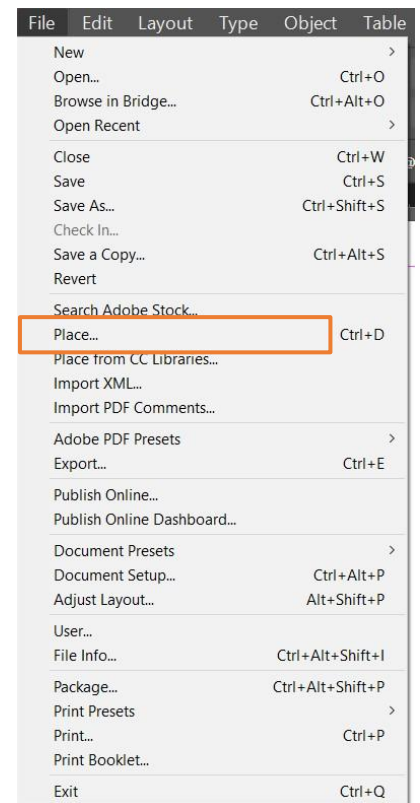 File Edit Layout Type Object Table
New >
Open... Ctrl+O
Browse in Bridge... Ctrl+Alt+O
Open Recent >
Close Ctrl+W
Save Ctrl+S
Save As... Ctrl+Shift+S
Check In...
Save a Copy... Ctrl+Alt+S
Revert
Search Adobe Stock...
Place... Ctrl+D
Place from CC Libraries...
Import XML...
Import PDF Comments...
Adobe PDF Presets >
Export... Ctrl+E
Publish Online...
Publish Online Dashboard...
Document Presets >
Document Setup... Ctrl+Alt+P
Adjust Layout... Alt+Shift+P
User...
File Info... Ctrl+Alt+Shift+I
Package... Ctrl+Alt+Shift+P
Print Presets >
Print... Ctrl+P
Print Booklet...
Exit Ctrl+Q